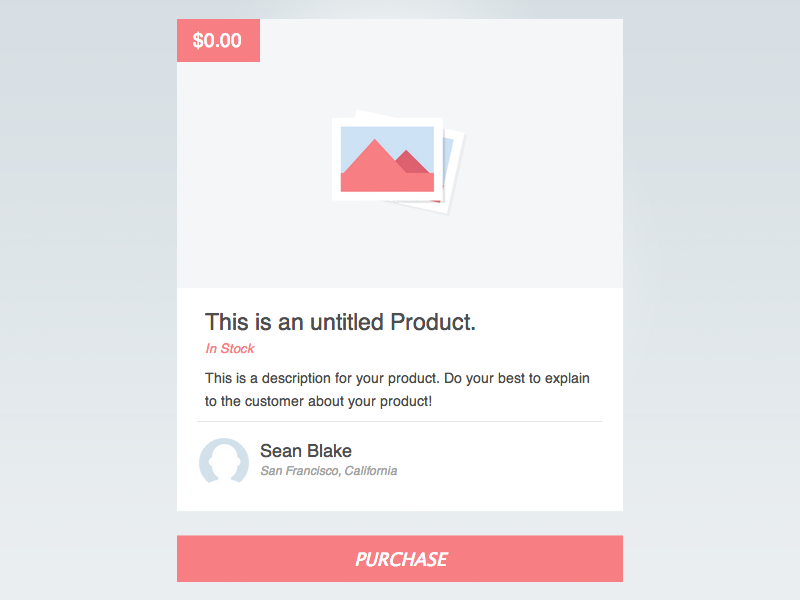 $0.00
This is an untitled Product.
In Stock
This is a description for your product. Do your best to explain
to the customer about your product!
Sean Blake
San Francisco, California
PURCHASE